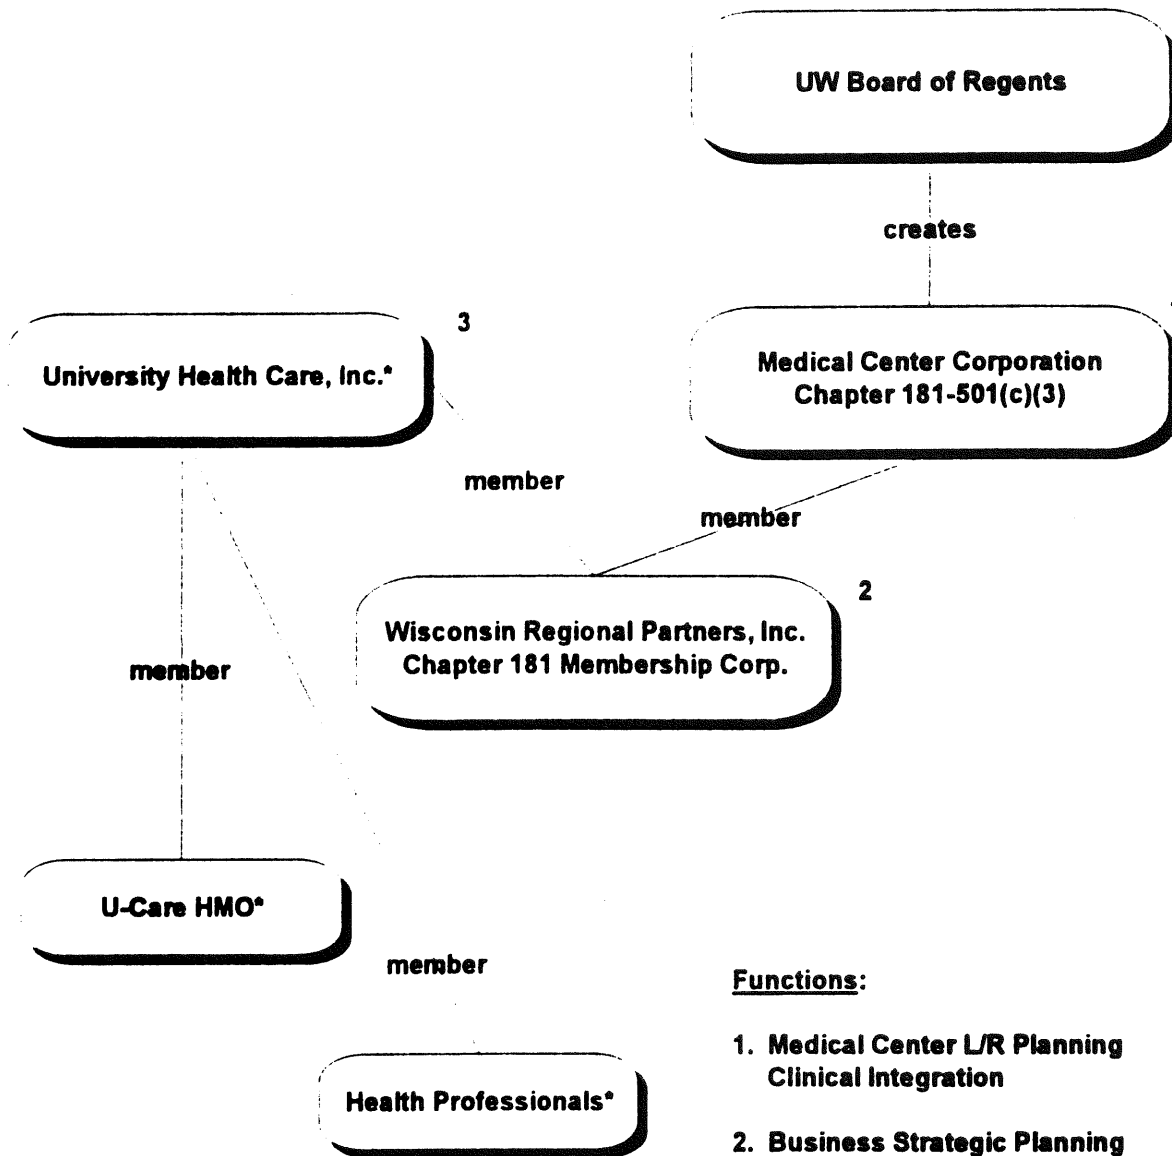 UW Board of Regents
creates
3
University Health Care, Inc.*
Medical Center Corporation
Chapter 181-501(c)(3)
member
member
2
Wisconsin Regional Partners, Inc.
Chapter 181 Membership Corp.
member
U-Care HMO*
member
Functions:
1. Medical Center L/R Planning
Clinical Integration
Health Professionals*
2. Business Strategic Planning